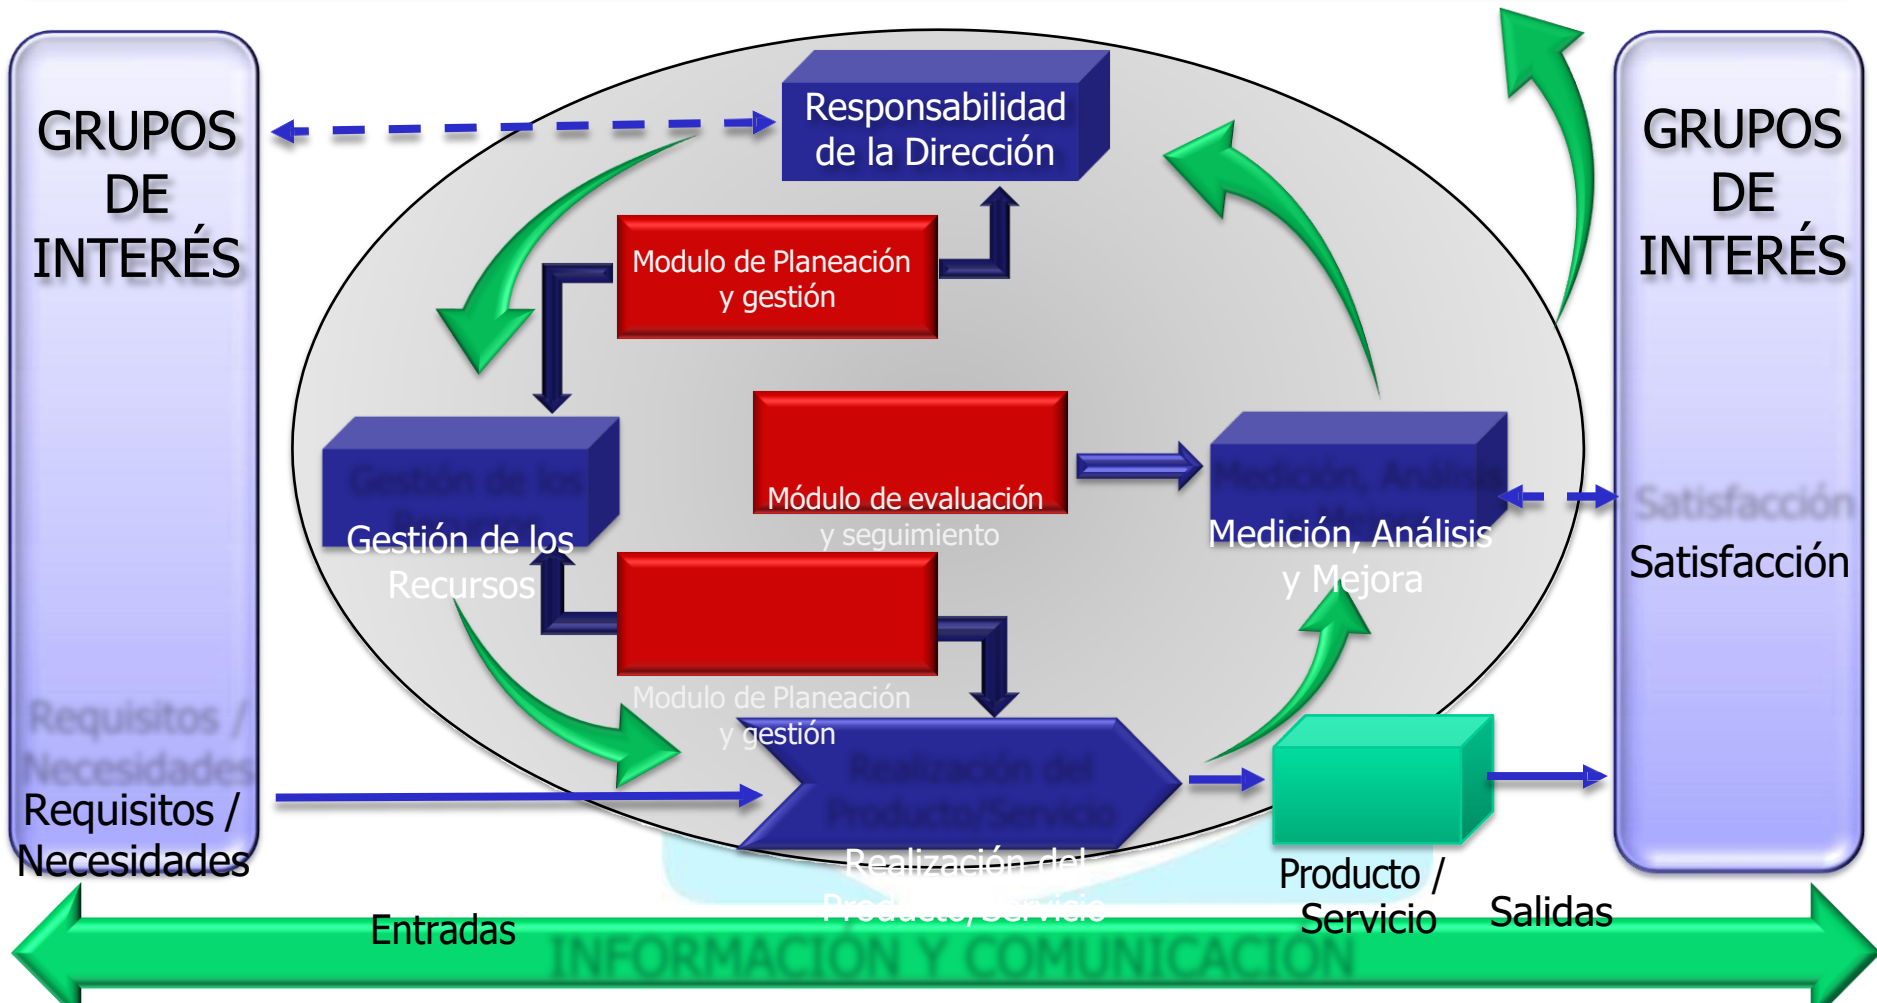 GRUPOS
DE
INTERÉS
Responsabilidad
de la Dirección
GRUPOS
DE
INTERÉS
Modulo de Planeación
y gestión
Módulo de evaluación
y seguimiento
Gestión de los
Recursos
Medición, Análisis
y Mejora
Satisfacción
Modulo de Planeación
y gestión
Requisitos /
Necesidades
Realización del
Producto/Servicio
Producto /
Servicio
Entradas
Salidas
INFORMACIÓN Y COMUNICACIÓN